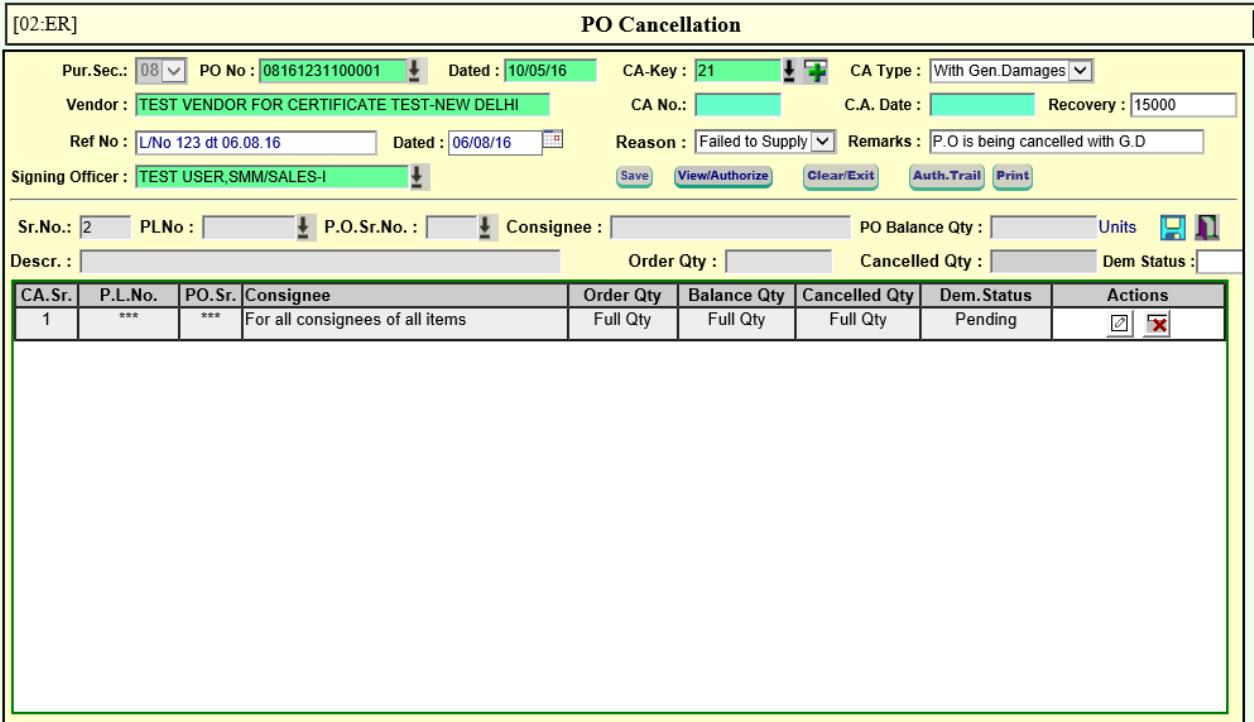 [02:ER] PO Cancellation
Pur.Sec.: 08 PO No : 08161231100001 Dated : 10/05/16 CA-Key : 21 CA Type : With Gen.Damages
Vendor : TEST VENDOR FOR CERTIFICATE TEST-NEW DELHI CA No.: C.A. Date : Recovery : 15000
Ref No : L/No 123 dt 06.08.16 Dated : 06/08/16 Reason : Failed to Supply Remarks : P.O is being cancelled with G.D
Signing Officer : TEST USER,SMM/SALES-I Save View/Authorize Clear/Exit Auth.Trail Print
Sr.No.: 2 PLNo : P.O.Sr.No. : Consignee : PO Balance Qty : Units
Descr. : Order Qty : Cancelled Qty : Dem Status :
CA.Sr. P.L.No. PO.Sr. Consignee Order Qty Balance Qty Cancelled Qty Dem.Status Actions
1 *** *** For all consignees of all items Full Qty Full Qty Full Qty Pending